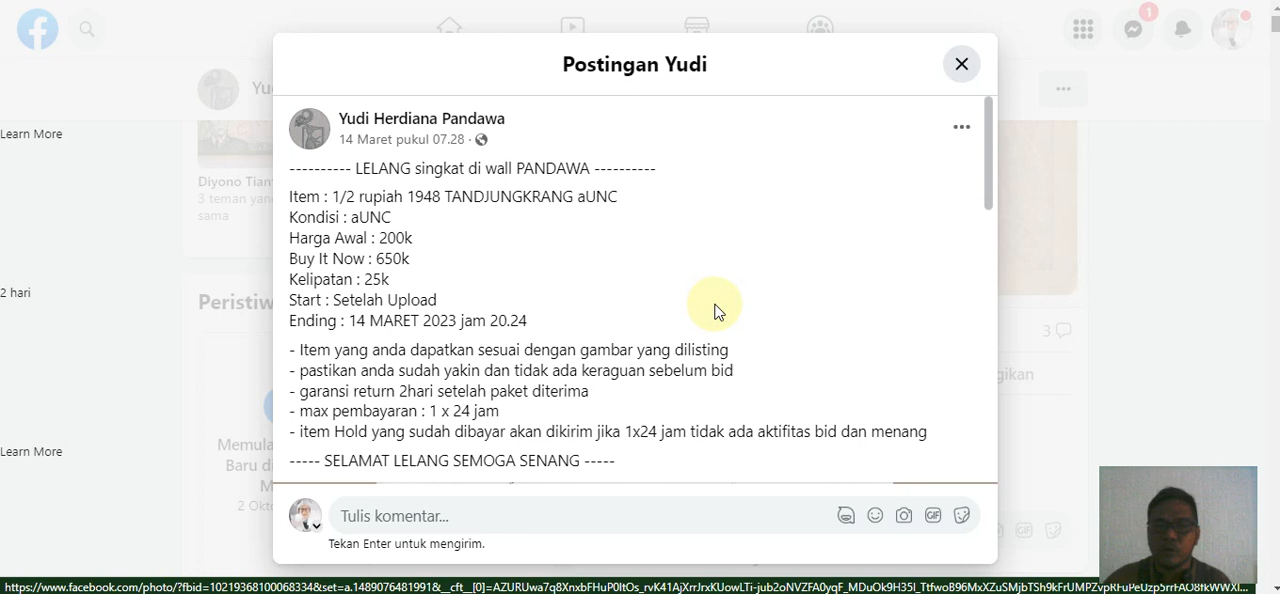 1
Postingan Yudi
Yu
Learn More
Yudi Herdiana Pandawa
14 Maret pukul 07.28 ·
---------- LELANG singkat di wall PANDAWA ----------
Item : 1/2 rupiah 1948 TANDJUNGKRANG aUNC
Kondisi : aUNC
Harga Awal : 200k
Buy It Now : 650k
Kelipatan : 25k
Start : Setelah Upload
Ending : 14 MARET 2023 jam 20.24
- Item yang anda dapatkan sesuai dengan gambar yang dilisting
- pastikan anda sudah yakin dan tidak ada keraguan sebelum bid
- garansi return 2hari setelah paket diterima
- max pembayaran : 1 x 24 jam
- item Hold yang sudah dibayar akan dikirim jika 1x24 jam tidak ada aktifitas bid dan menang
----- SELAMAT LELANG SEMOGA SENANG -----
Tulis komentar...
Tekan Enter untuk mengirim.
Diyono Tian
3 teman yang
sama
2 hari
Peristiw
3
gikan
Learn More
Memula
Baru di
M
2 Okto